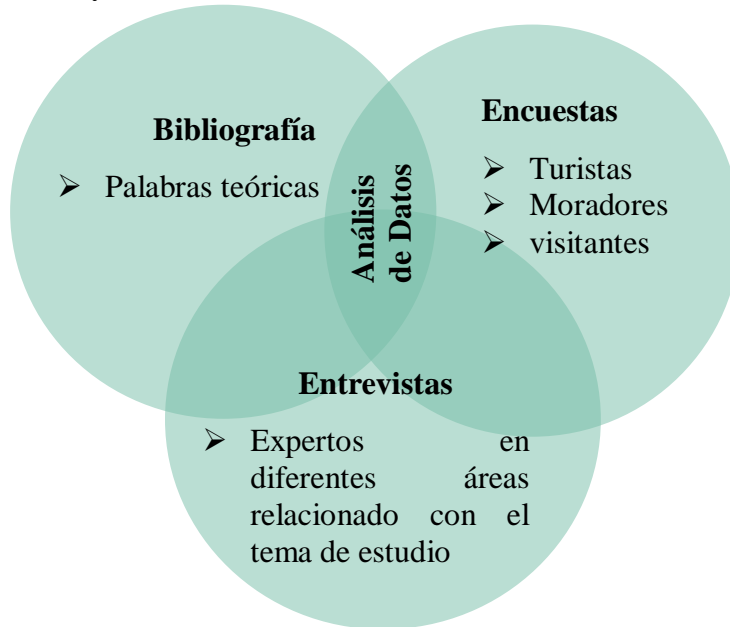 Bibliografía
➢ Palabras teóricas
Encuestas
➢ Turistas
➢ Moradores
➢ visitantes
Análisis
de Datos
Entrevistas
➢ Expertos en
diferentes áreas
relacionado con el
tema de estudio